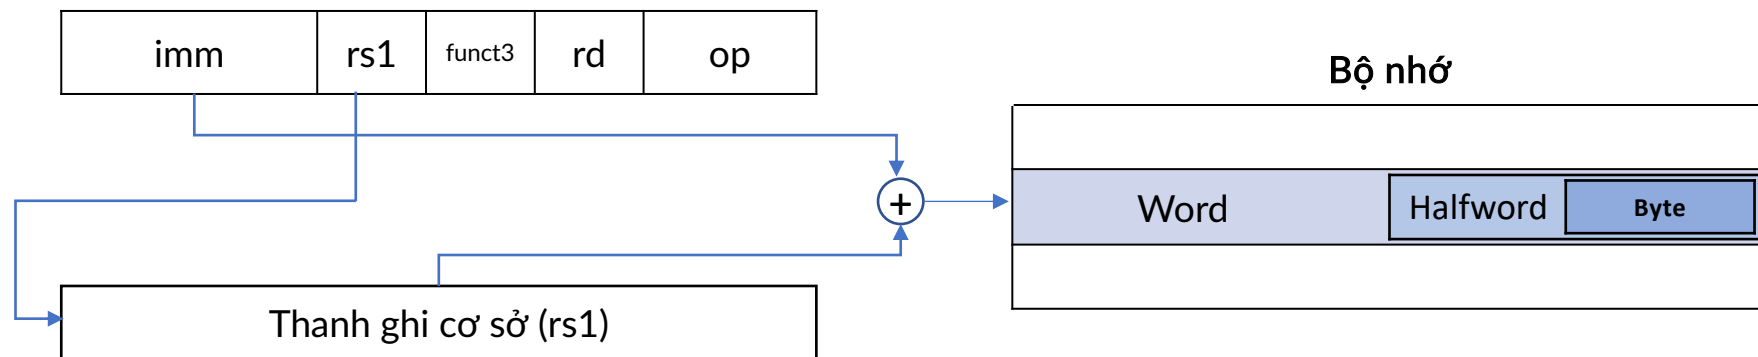 imm rs1 funct3 rd op
Bộ nhớ
+
Word Halfword Byte
Thanh ghi cơ sở (rs1)